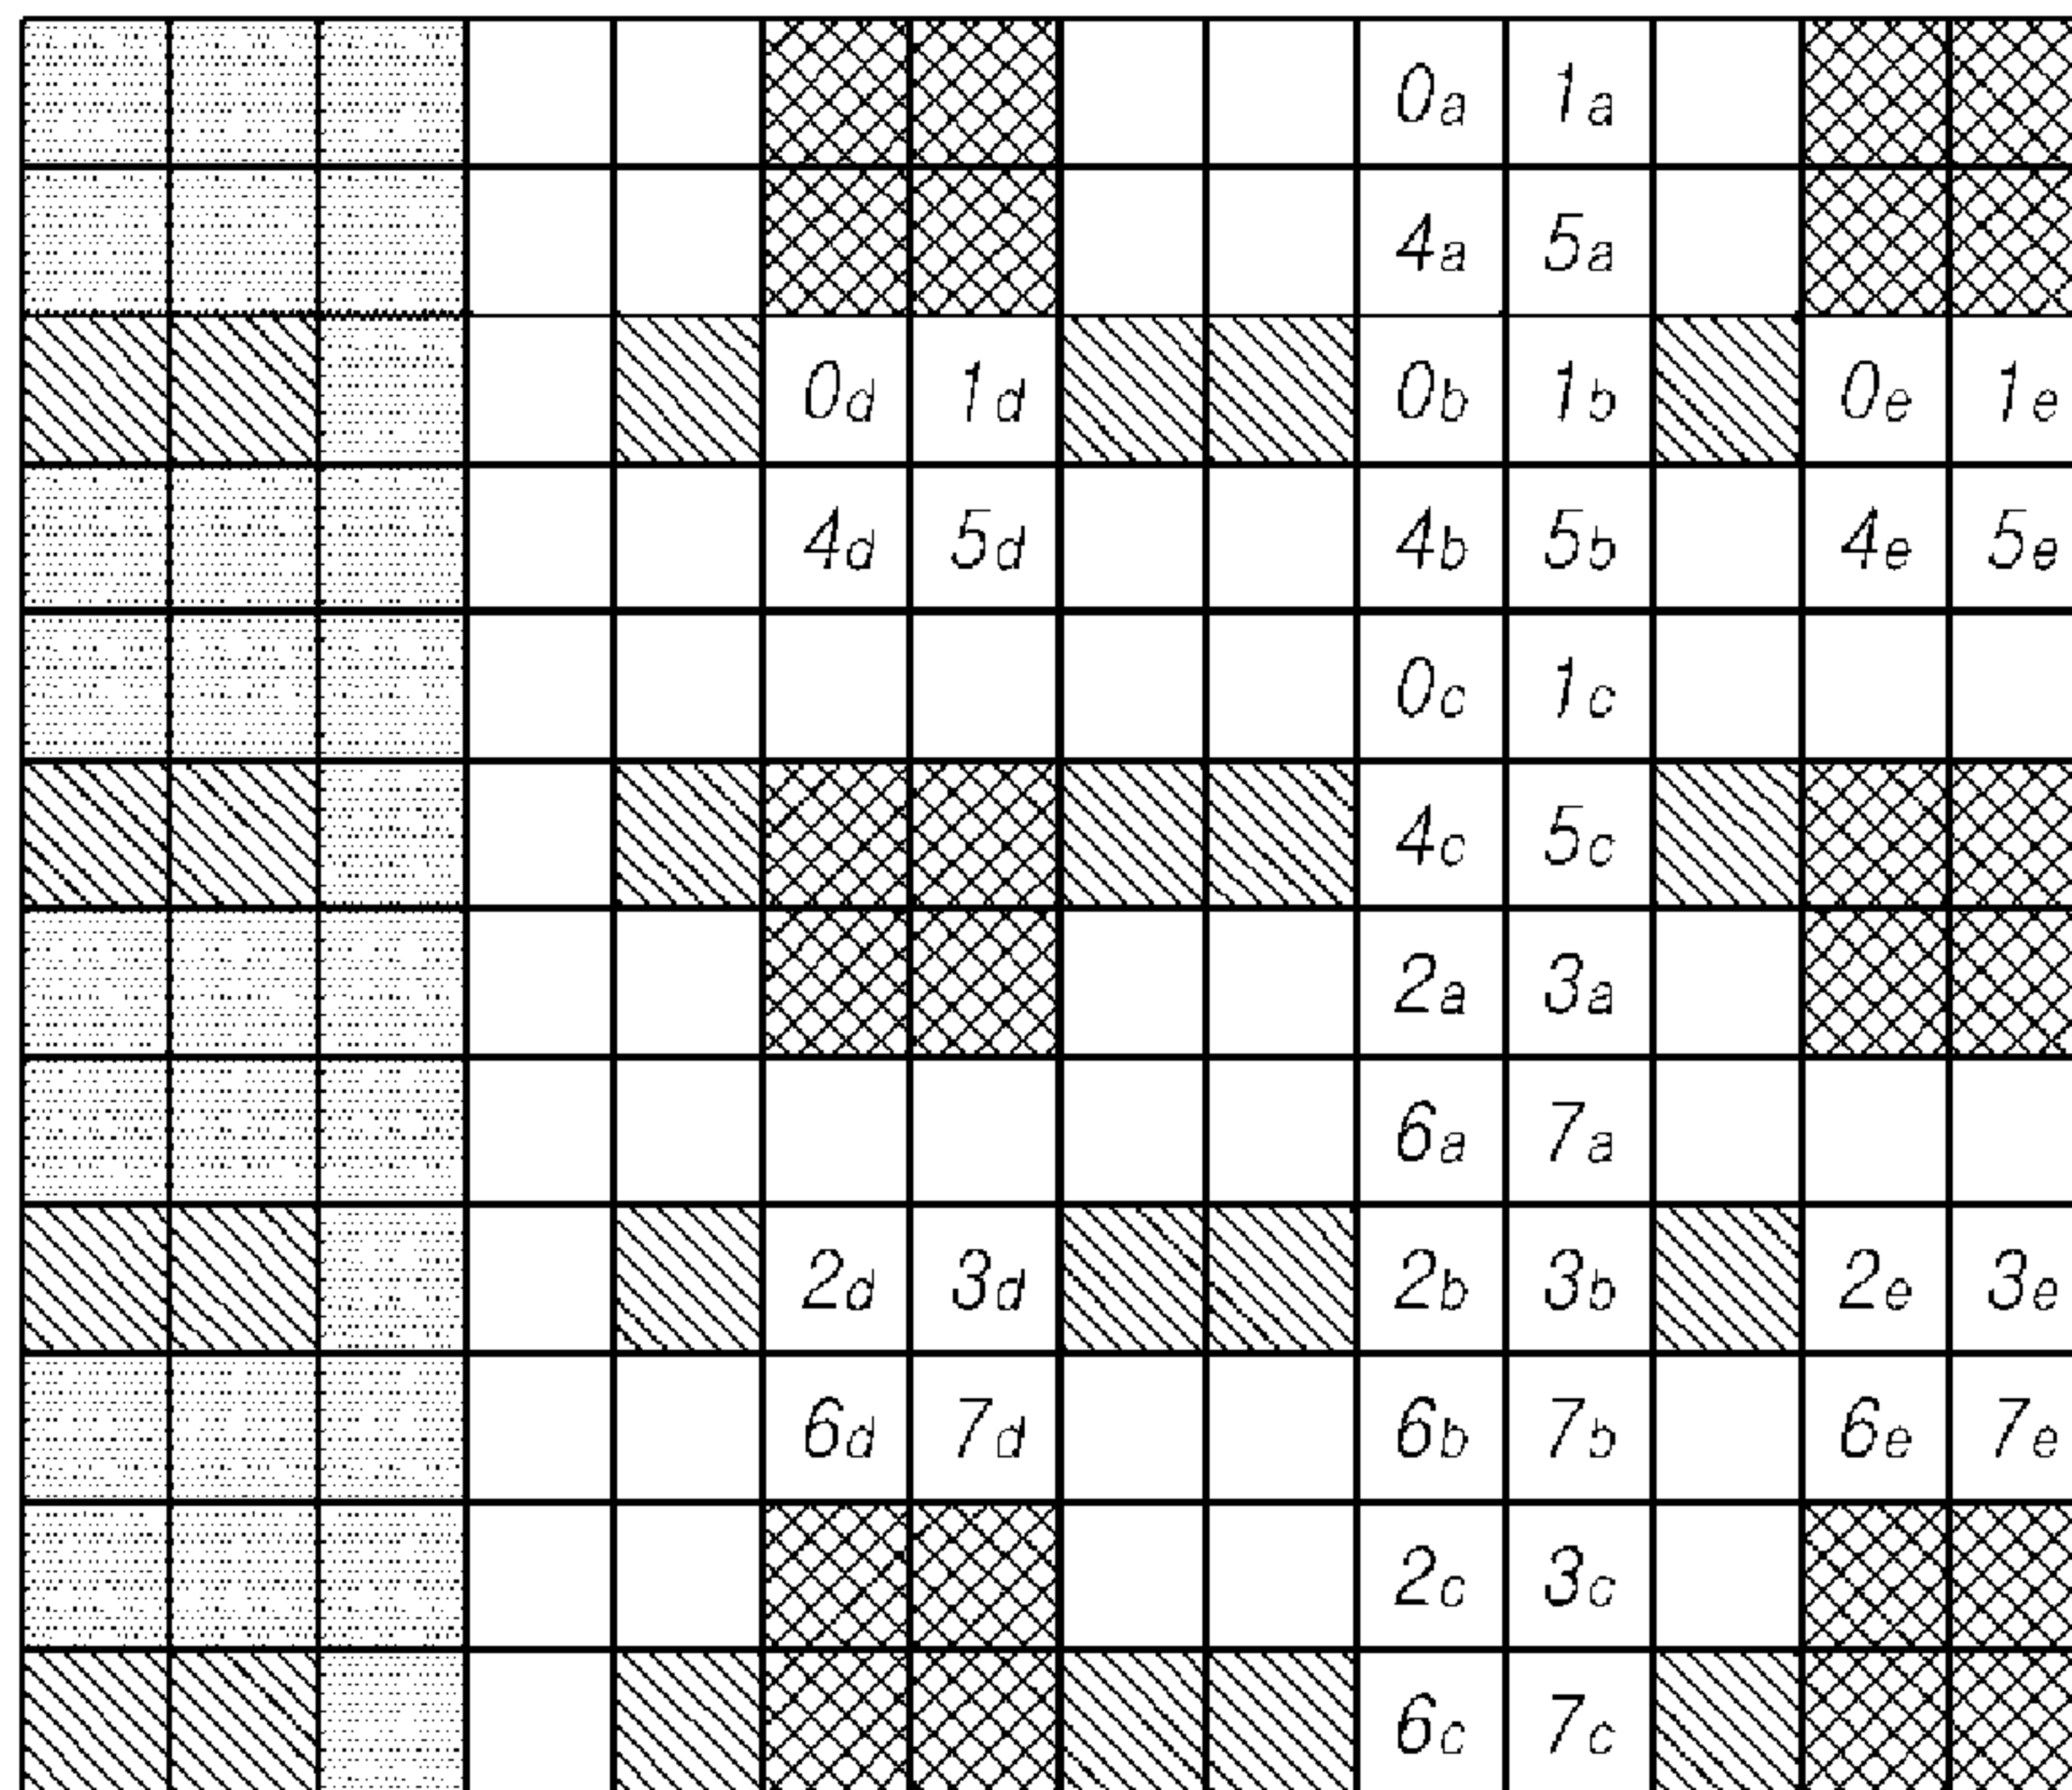 0a 1a
4a 5a
0d 1d 0b 1b 0e 1e
4d 5d 4b 5b 4e 5e
0c 1c
4c 5c
2a 3a
6a 7a
2d 3d 2b 3b 2e 3e
6d 7d 6b 7b 6e 7e
2c 3c
6c 7c